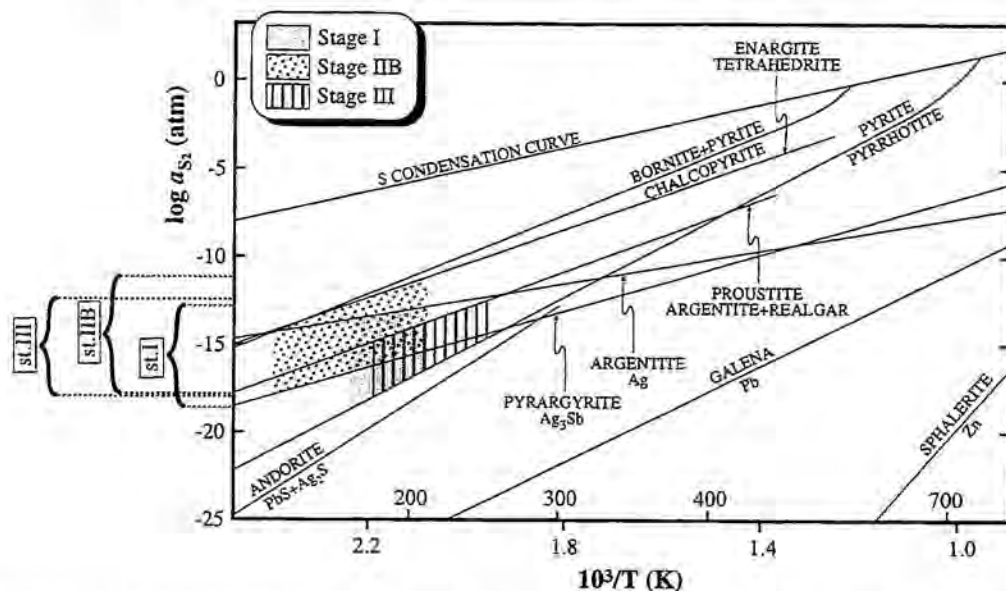 Stage I
Stage IIB
Stage III
log aS₂ (atm)
0
-5
-10
-15
-20
-25
st.III
st.IIB
st.I
S CONDENSATION CURVE
ENARGITE
TETRAHEDRITE
BORNITE+PYRITE
CHALCOPYRITE
PYRITE
PYRRHOTITE
PROUSTITE
ARGENTITE+REALGAR
ARGENTITE
Ag
PYRARGYRITE
Ag₃Sb
GALENA
Pb
SPHALERITE
Zn
ANDORITE
PbS+Ag₂S
200
300
400
700
2.2
1.8
1.4
1.0
10³/T (K)